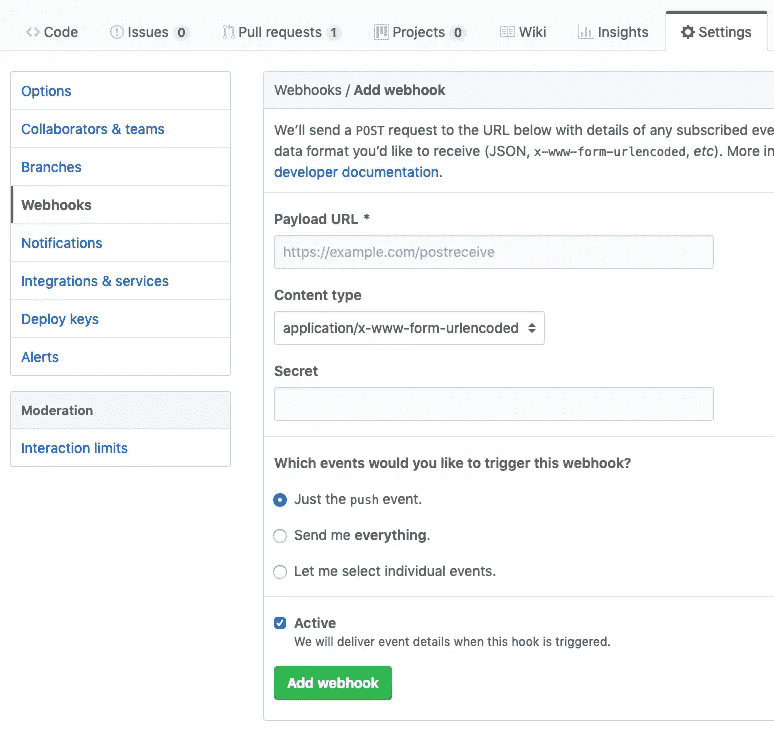 Code Issues 0 Pull requests 1 Projects 0 Wiki Insights Settings
Options
Collaborators & teams
Branches
Webhooks
Notifications
Integrations & services
Deploy keys
Alerts
Moderation
Interaction limits
Webhooks / Add webhook
We’ll send a POST request to the URL below with details of any subscribed eve
data format you’d like to receive (JSON, x-www-form-urlencoded, etc). More in
developer documentation.
Payload URL *
https://example.com/postreceive
Content type
application/x-www-form-urlencoded
Secret
Which events would you like to trigger this webhook?
Just the push event.
Send me everything.
Let me select individual events.
Active
We will deliver event details when this hook is triggered.
Add webhook